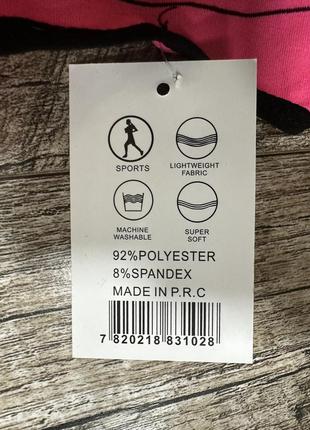 SPORTS
LIGHTWEIGHT
FABRIC
MACHINE
WASHABLE
SUPER
SOFT
92%POLYESTER
8%SPANDEX
MADE IN P.R.C
7 820218 831028